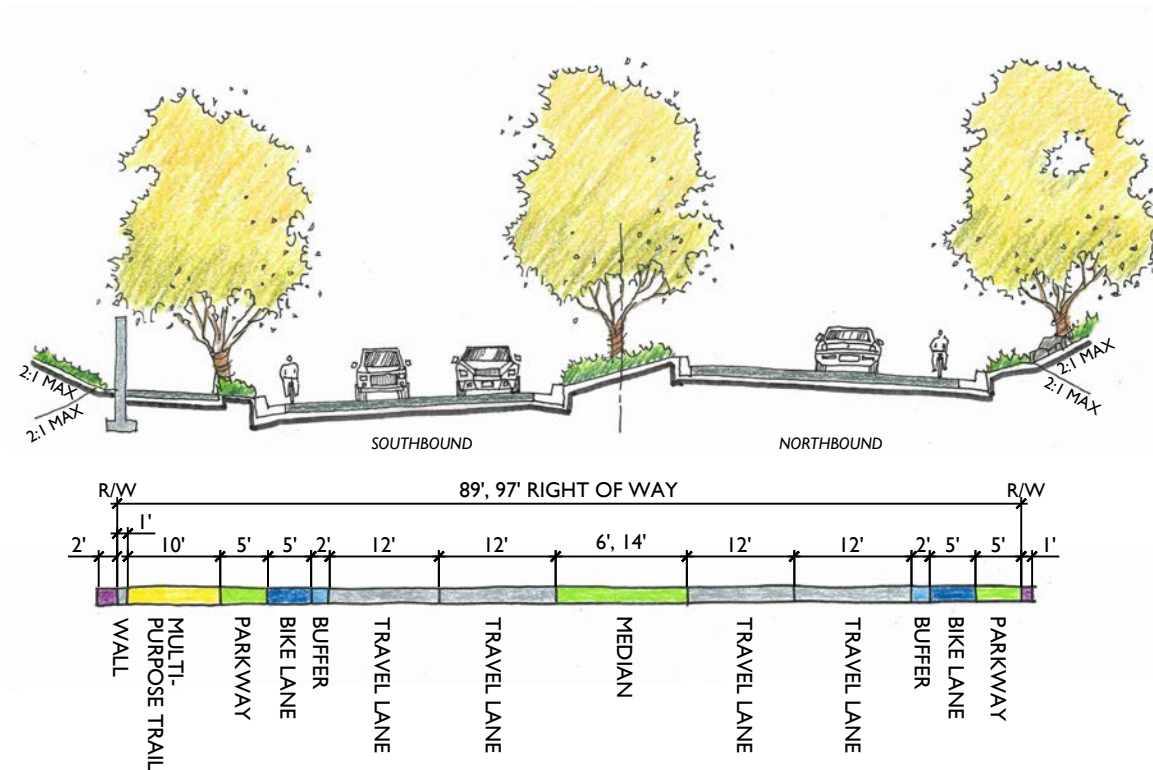 2:1 MAX
2:1 MAX
2:1 MAX
2:1 MAX
SOUTHBOUND
NORTHBOUND
R/W
89', 97' RIGHT OF WAY
R/W
1'
2'
10'
5'
5'
2'
12'
12'
6', 14'
12'
12'
2'
5'
5'
1'
WALL
MULTI-
PURPOSE TRAIL
PARKWAY
BIKE LANE
BUFFER
TRAVEL LANE
TRAVEL LANE
MEDIAN
TRAVEL LANE
TRAVEL LANE
BUFFER
BIKE LANE
PARKWAY